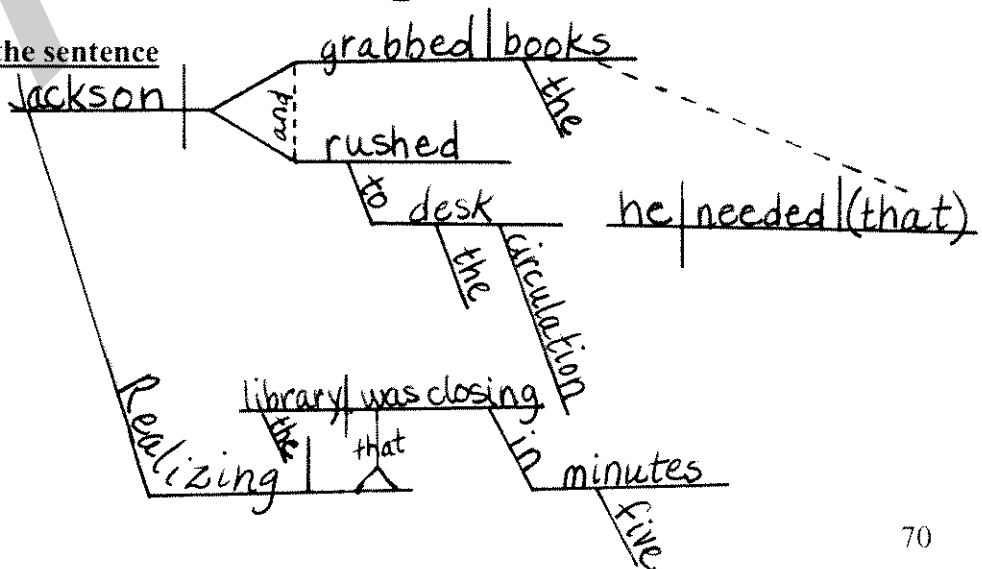 grabbed books
the sentence
Jackson
the
and
rushed
to
desk
he needed (that)
the
circulation
library was closing
Realizing
the
that
in
minutes
five
70